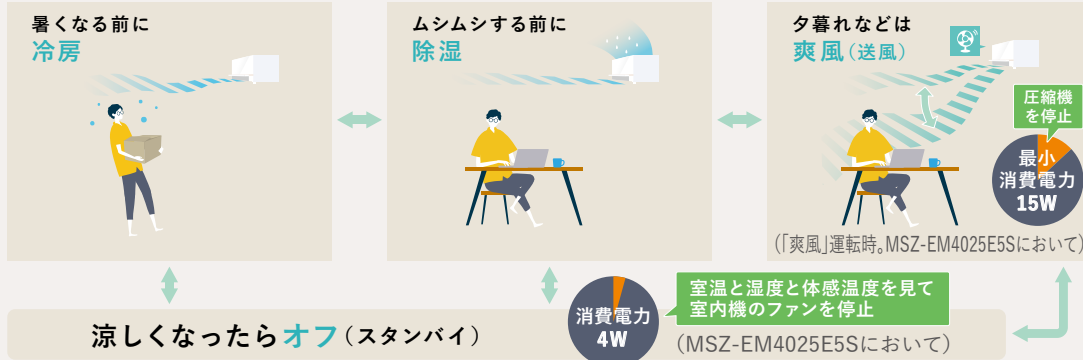 暑くなる前に
冷房
ムシムシする前に
除湿
夕暮れなどは
爽風(送風)
圧縮機
を停止
最小
消費電力
15W
(「爽風」運転時。MSZ-EM4025E5Sにおいて)
涼しくなったらオフ(スタンバイ)
消費電力
4W
室温と湿度と体感温度を見て
室内機のファンを停止
(MSZ-EM4025E5Sにおいて)